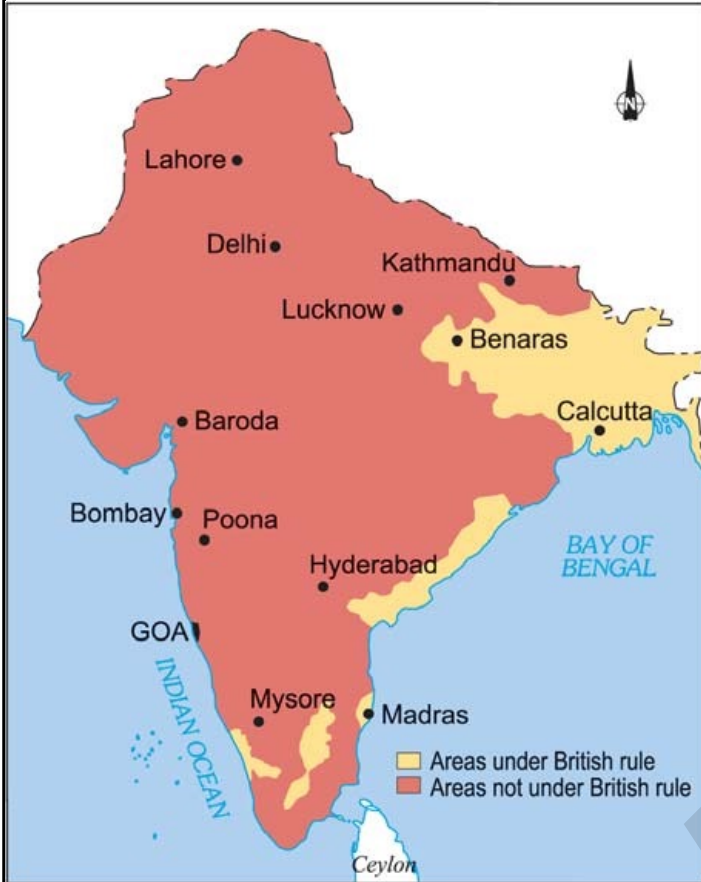 N
Lahore
Delhi
Kathmandu
Lucknow
Benaras
Calcutta
Baroda
Bombay
Poona
Hyderabad
BAY OF
BENGAL
GOA
INDIAN OCEAN
Mysore
Madras
Areas under British rule
Areas not under British rule
Ceylon